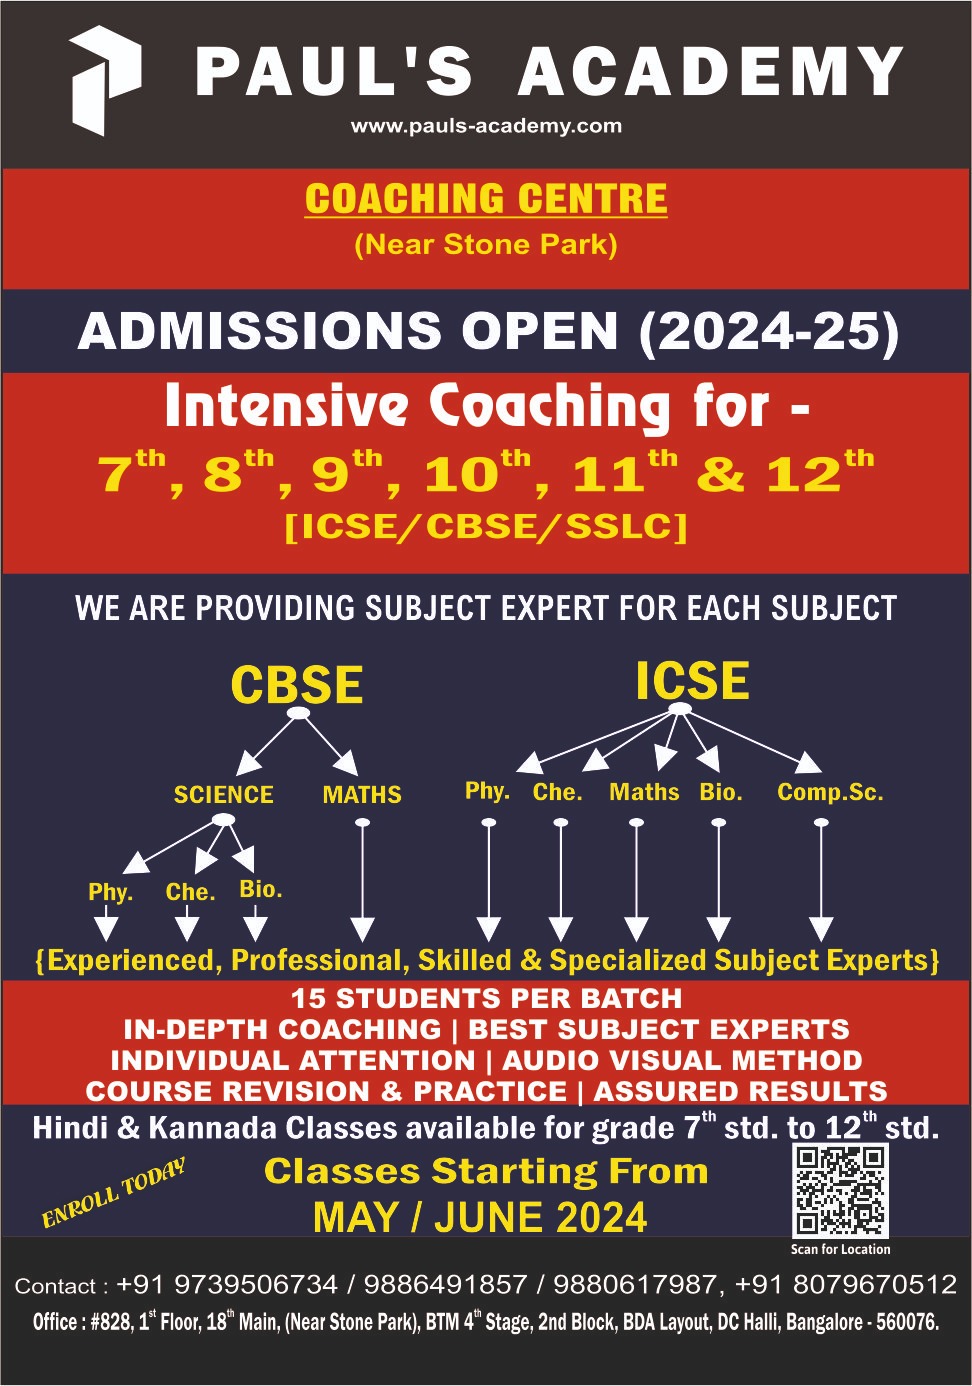 PAUL'S ACADEMY
www.pauls-academy.com
COACHING CENTRE
(Near Stone Park)
ADMISSIONS OPEN (2024-25)
Intensive Coaching for -
7th, 8th, 9th, 10th, 11th & 12th
[ICSE/CBSE/SSLC]
WE ARE PROVIDING SUBJECT EXPERT FOR EACH SUBJECT
CBSE
SCIENCE MATHS
Phy. Che. Bio.
ICSE
Phy. Che. Maths Bio. Comp.Sc.
{Experienced, Professional, Skilled & Specialized Subject Experts}
15 STUDENTS PER BATCH
IN-DEPTH COACHING | BEST SUBJECT EXPERTS
INDIVIDUAL ATTENTION | AUDIO VISUAL METHOD
COURSE REVISION & PRACTICE | ASSURED RESULTS
Hindi & Kannada Classes available for grade 7th std. to 12th std.
ENROLL TODAY
Classes Starting From
MAY / JUNE 2024
Scan for Location
Contact : +91 9739506734 / 9886491857 / 9880617987, +91 8079670512
Office : #828, 1st Floor, 18th Main, (Near Stone Park), BTM 4th Stage, 2nd Block, BDA Layout, DC Halli, Bangalore - 560076.